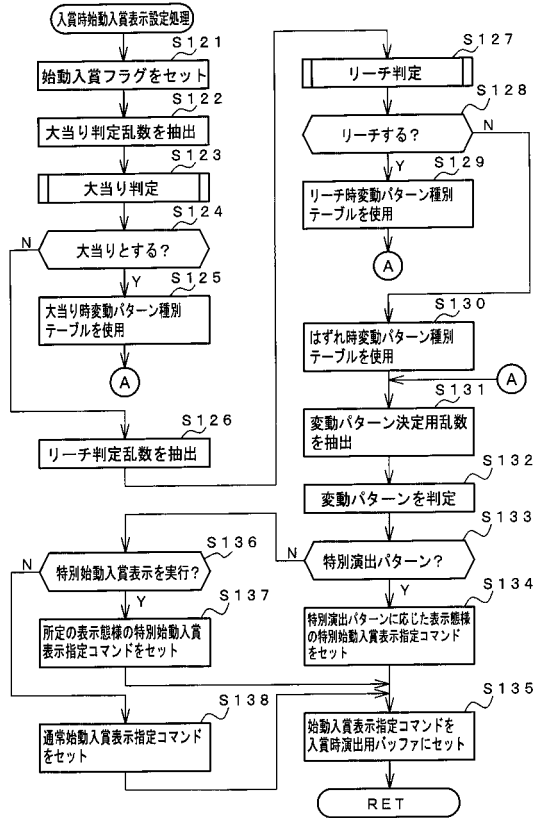 入賞時始動入賞表示設定処理
S121
始動入賞フラグをセット
S122
大当り判定乱数を抽出
S123
大当り判定
S124
大当りとする？
N
Y
S125
大当り時変動パターン種別
テーブルを使用
A
S126
リーチ判定乱数を抽出
S127
リーチ判定
S128
リーチする？
N
Y
S129
リーチ時変動パターン種別
テーブルを使用
A
S130
はずれ時変動パターン種別
テーブルを使用
A
S131
変動パターン決定用乱数
を抽出
S132
変動パターンを判定
S133
特別演出パターン？
N
Y
S134
特別演出パターンに応じた表示態様
の特別始動入賞表示指定コマンド
をセット
S135
始動入賞表示指定コマンドを
入賞時演出用バッファにセット
RET
S136
特別始動入賞表示を実行？
N
Y
S137
所定の表示態様の特別始動入賞
表示指定コマンドをセット
S138
通常始動入賞表示指定コマンド
をセット